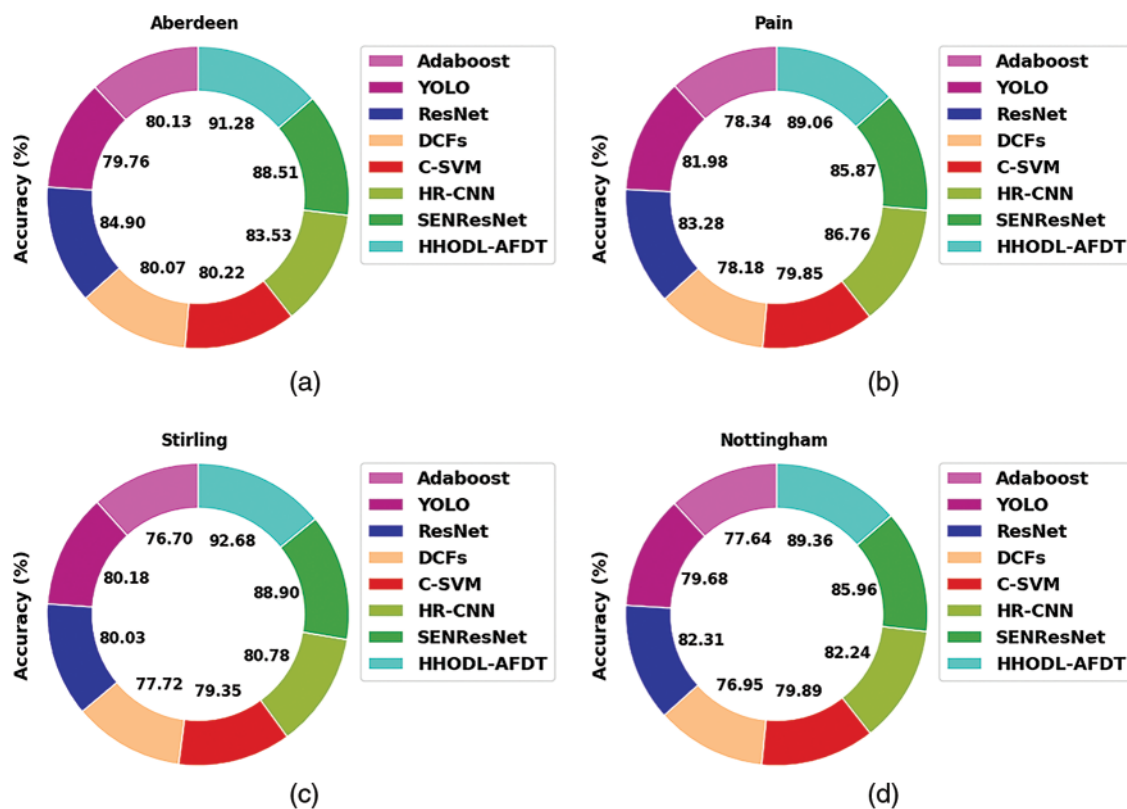 Aberdeen
Accuracy (%)
80.13 91.28
79.76 88.51
84.90 83.53
80.07 80.22
Adaboost
YOLO
ResNet
DCFs
C-SVM
HR-CNN
SENResNet
HHODL-AFDT
(a)
Pain
Accuracy (%)
78.34 89.06
81.98 85.87
83.28 86.76
78.18 79.85
Adaboost
YOLO
ResNet
DCFs
C-SVM
HR-CNN
SENResNet
HHODL-AFDT
(b)
Stirling
Accuracy (%)
76.70 92.68
80.18 88.90
80.03 80.78
77.72 79.35
Adaboost
YOLO
ResNet
DCFs
C-SVM
HR-CNN
SENResNet
HHODL-AFDT
(c)
Nottingham
Accuracy (%)
77.64 89.36
79.68 85.96
82.31 82.24
76.95 79.89
Adaboost
YOLO
ResNet
DCFs
C-SVM
HR-CNN
SENResNet
HHODL-AFDT
(d)